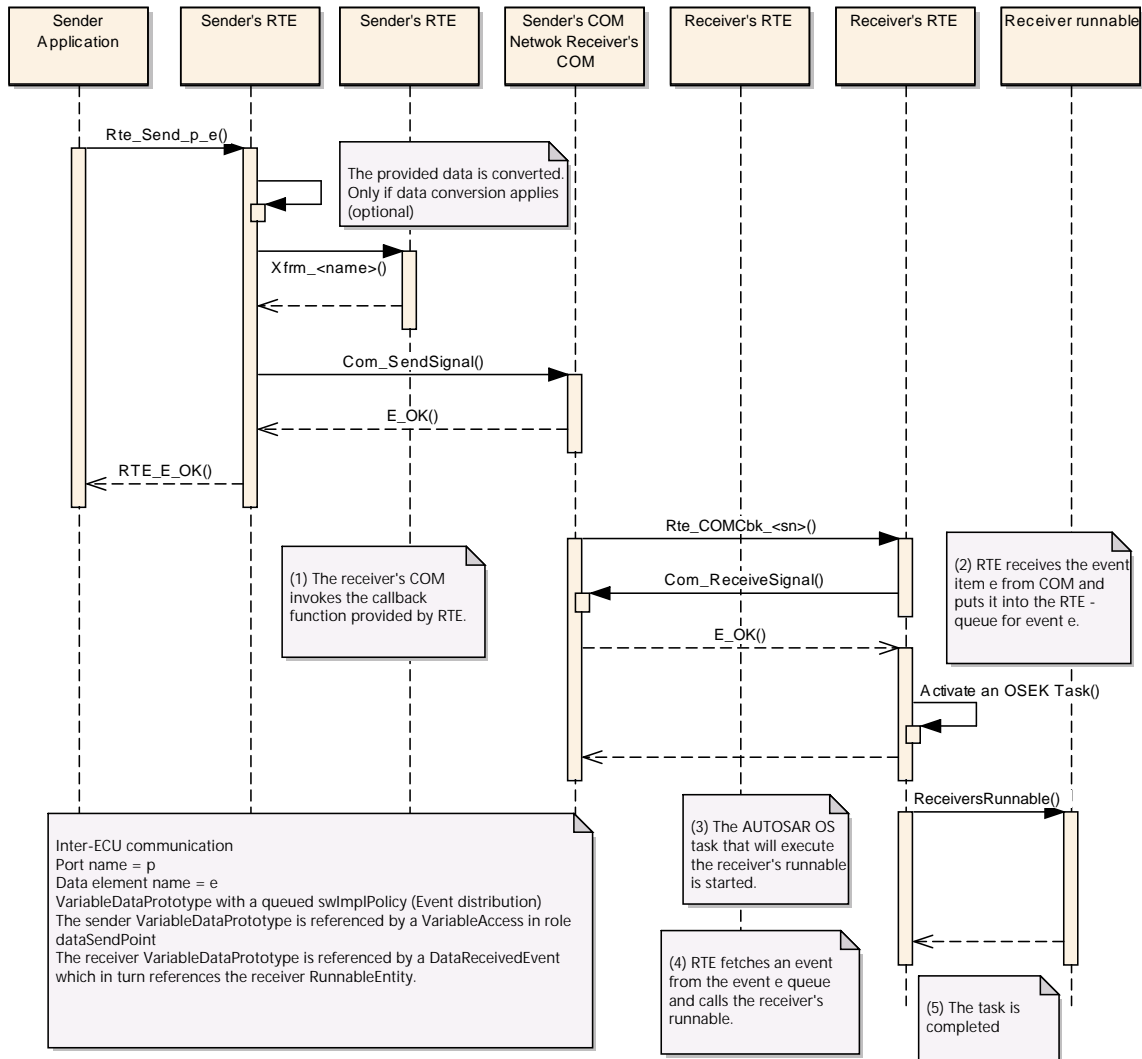 Sender
Application
Sender's RTE
Sender's RTE
Sender's COM
Netwok Receiver's
COM
Receiver's RTE
Receiver's RTE
Receiver runnable
Rte_Send_p_e()
The provided data is converted.
Only if data conversion applies
(optional)
Xfrm_<name>()
Com_SendSignal()
E_OK()
RTE_E_OK()
Rte_COMCbk_<sn>()
(1) The receiver's COM
invokes the callback
function provided by RTE.
(2) RTE receives the event
item e from COM and
puts it into the RTE -
queue for event e.
Com_ReceiveSignal()
E_OK()
Activate an OSEK Task()
ReceiversRunnable()
(3) The AUTOSAR OS
task that will execute
the receiver's runnable
is started.
Inter-ECU communication
Port name = p
Data element name = e
VariableDataPrototype with a queued swImplPolicy (Event distribution)
The sender VariableDataPrototype is referenced by a VariableAccess in role
dataSendPoint
The receiver VariableDataPrototype is referenced by a DataReceivedEvent
which in turn references the receiver RunnableEntity.
(4) RTE fetches an event
from the event e queue
and calls the receiver's
runnable.
(5) The task is
completed